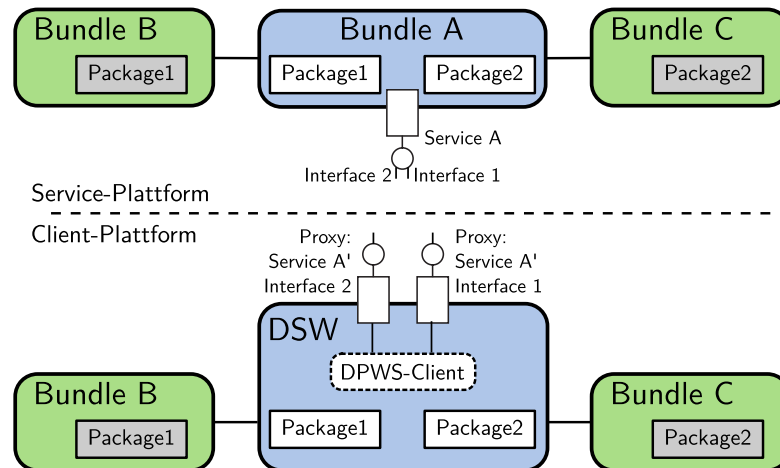 Bundle B
Package1
Bundle A
Package1
Package2
Bundle C
Package2
Service A
Interface 2
Interface 1
Service-Plattform
Client-Plattform
Proxy:
Service A'
Interface 2
Proxy:
Service A'
Interface 1
DSW
DPWS-Client
Package1
Package2
Bundle B
Package1
Bundle C
Package2